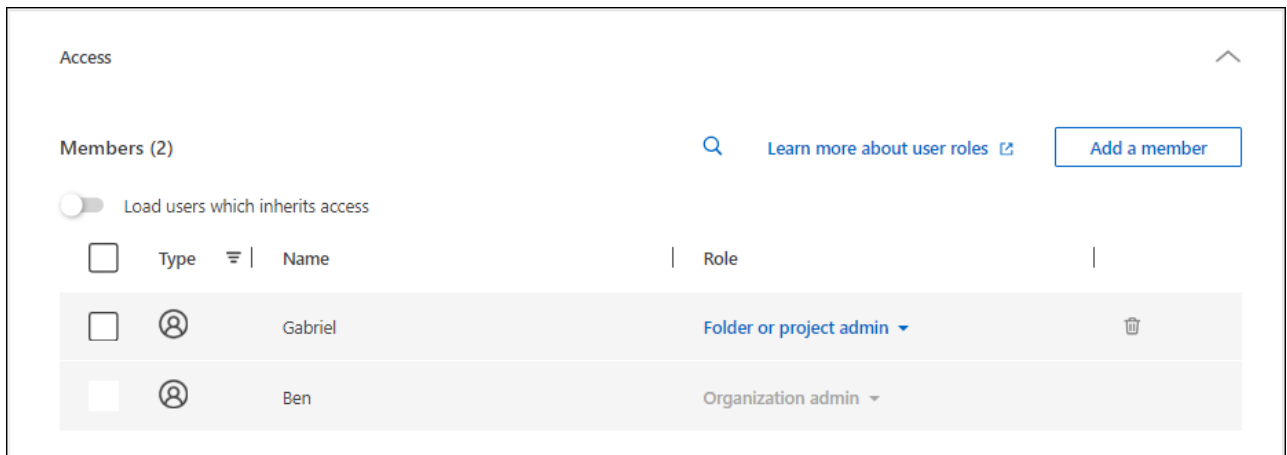 Access
Members (2)
Learn more about user roles
Add a member
Load users which inherits access
Type Name Role
Gabriel Folder or project admin
Ben Organization admin